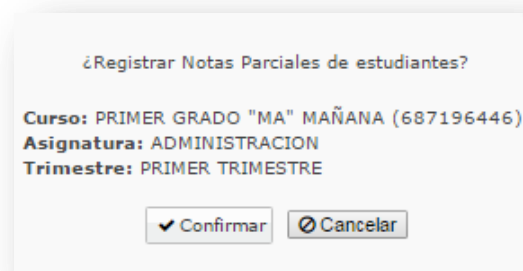 ¿Registrar Notas Parciales de estudiantes?
Curso: PRIMER GRADO "MA" MAÑANA (687196446)
Asignatura: ADMINISTRACION
Trimestre: PRIMER TRIMESTRE
Confirmar Cancelar